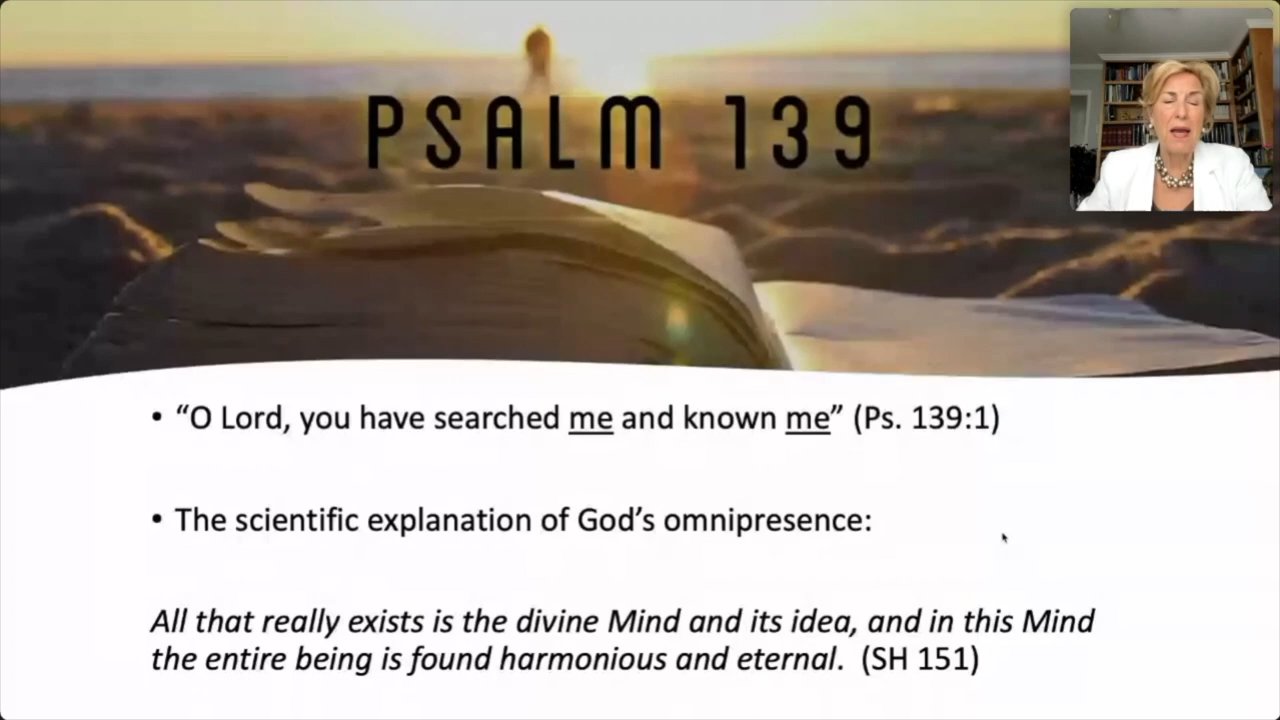 PSALM 139
• “O Lord, you have searched me and known me” (Ps. 139:1)
• The scientific explanation of God’s omnipresence:
All that really exists is the divine Mind and its idea, and in this Mind
the entire being is found harmonious and eternal.  (SH 151)